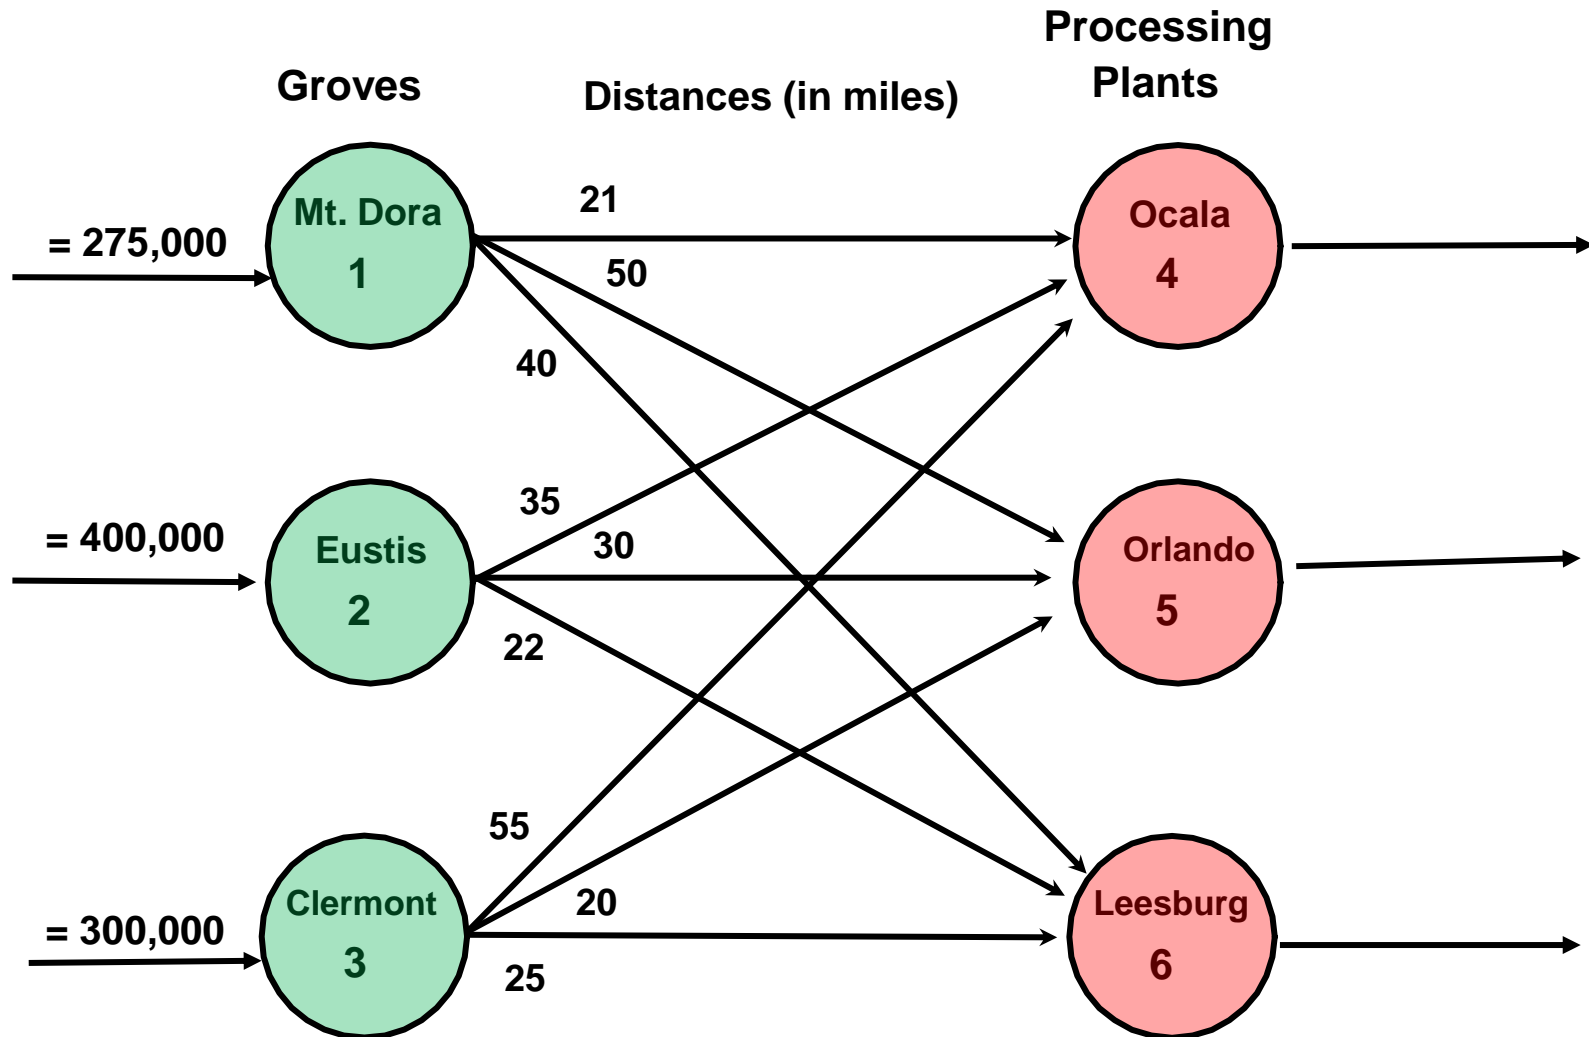 Processing
Plants
Groves
Distances (in miles)
= 275,000
Mt. Dora
1
21
50
40
Ocala
4
= 400,000
Eustis
2
35
30
22
Orlando
5
= 300,000
Clermont
3
55
20
25
Leesburg
6